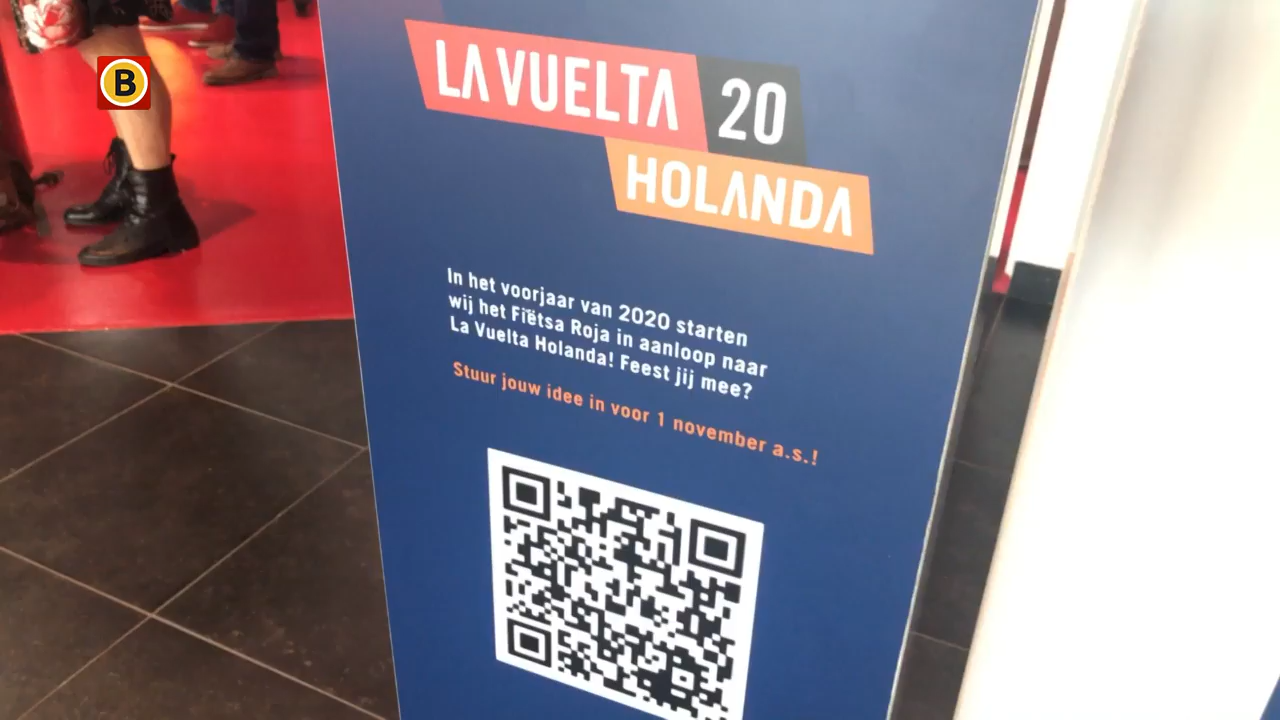 B
LA VUELTA 20
HOLANDA
In het voorjaar van 2020 starten
wij het Fiëtsa Roja in aanloop naar
La Vuelta Holanda! Feest jij mee?
Stuur jouw idee in voor 1 november a.s.!